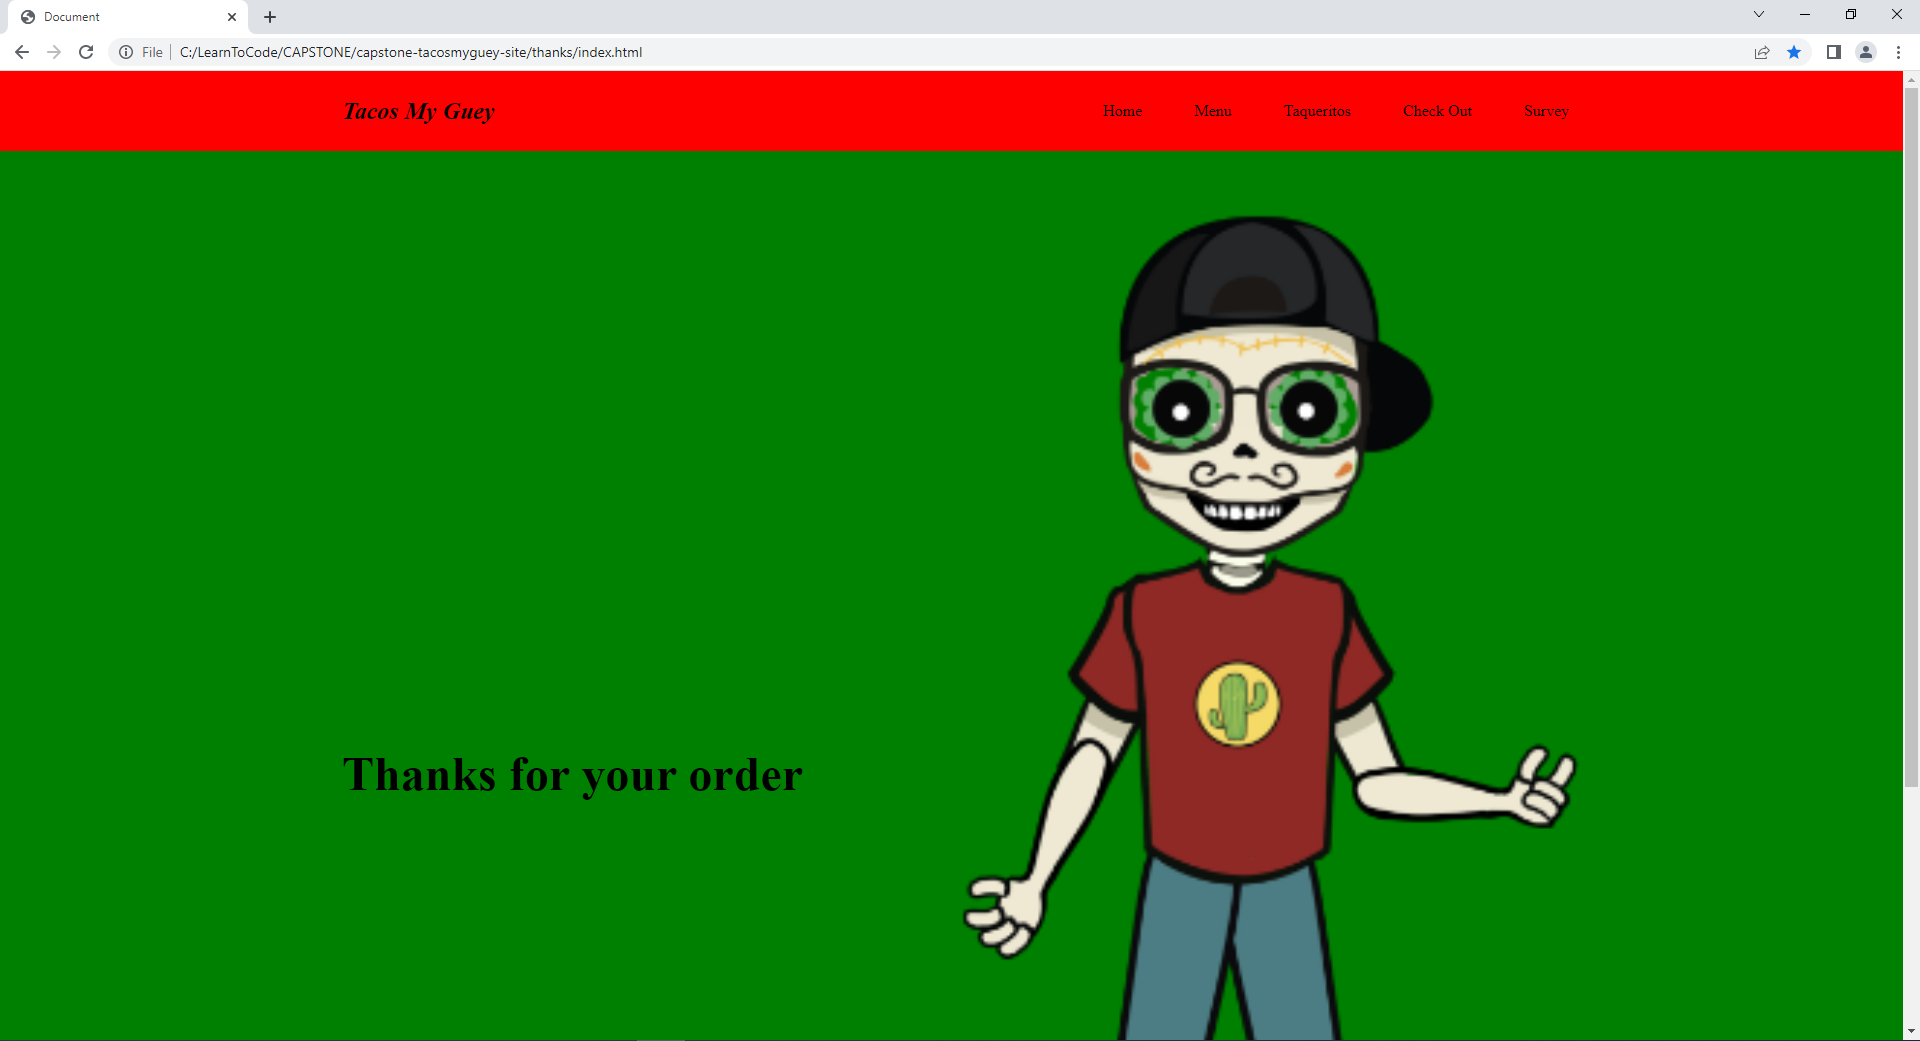 Document
File C:/LearnToCode/CAPSTONE/capstone-tacosmyguey-site/thanks/index.html
Tacos My Guey Home Menu Taqueritos Check Out Survey
Thanks for your order